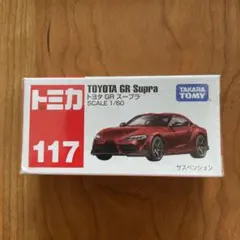 トミカ
117
TOYOTA GR Supra
トヨタ GR スープラ
SCALE 1/60
TAKARA
TOMY
サスペンション